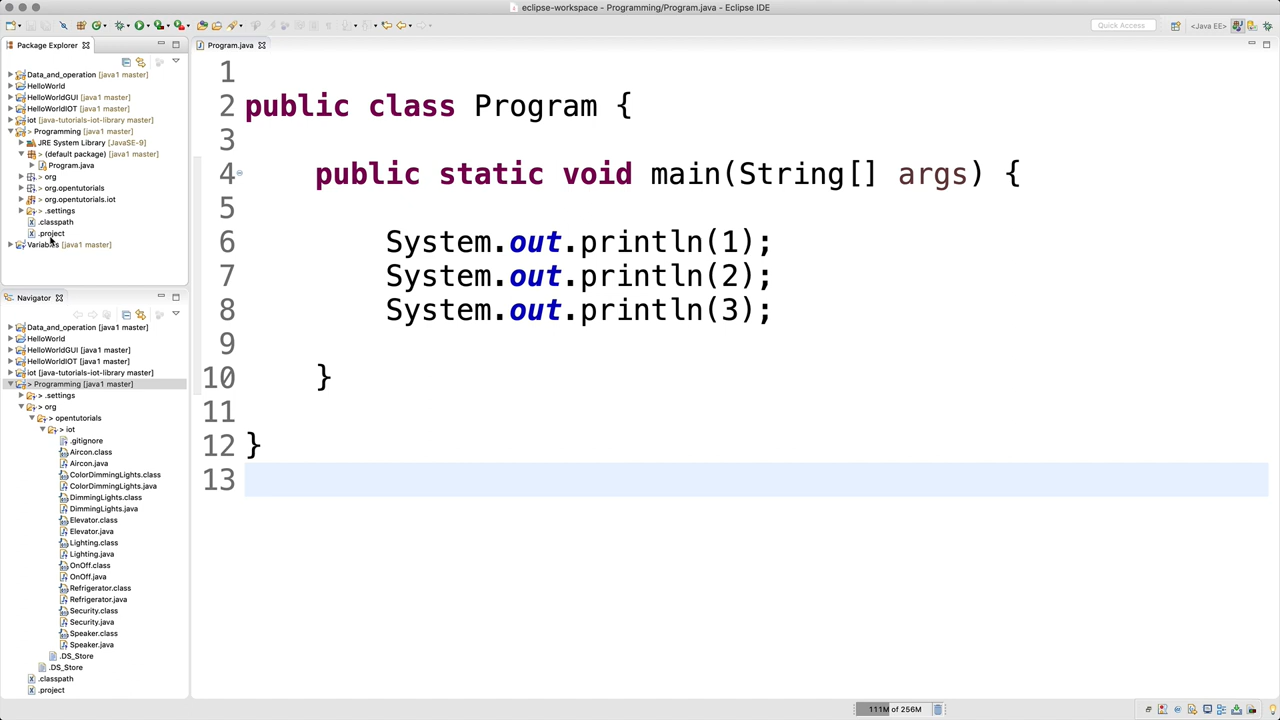 eclipse-workspace - Programming/Program.java - Eclipse IDE
Quick Access
<Java EE>
Package Explorer
Data_and_operation [java1 master]
HelloWorld
HelloWorldGUI [java1 master]
HelloWorldIOT [java1 master]
iot [java-tutorials-iot-library master]
> Programming [java1 master]
JRE System Library [JavaSE-9]
> (default package) [java1 master]
> Program.java
> org
> org.opentutorials
> org.opentutorials.iot
> .settings
.classpath
.project
Variables [java1 master]
Navigator
Data_and_operation [java1 master]
HelloWorld
HelloWorldGUI [java1 master]
HelloWorldIOT [java1 master]
iot [java-tutorials-iot-library master]
> Programming [java1 master]
> .settings
> org
> opentutorials
> iot
.gitignore
Aircon.class
Aircon.java
ColorDimmingLights.class
ColorDimmingLights.java
DimmingLights.class
DimmingLights.java
Elevator.class
Elevator.java
Lighting.class
Lighting.java
OnOff.class
OnOff.java
Refrigerator.class
Refrigerator.java
Security.class
Security.java
Speaker.class
Speaker.java
.DS_Store
.DS_Store
.classpath
.project
Program.java
1
2 public class Program {
3
4 public static void main(String[] args) {
5
6 System.out.println(1);
7 System.out.println(2);
8 System.out.println(3);
9
10 }
11
12 }
13
111M of 256M